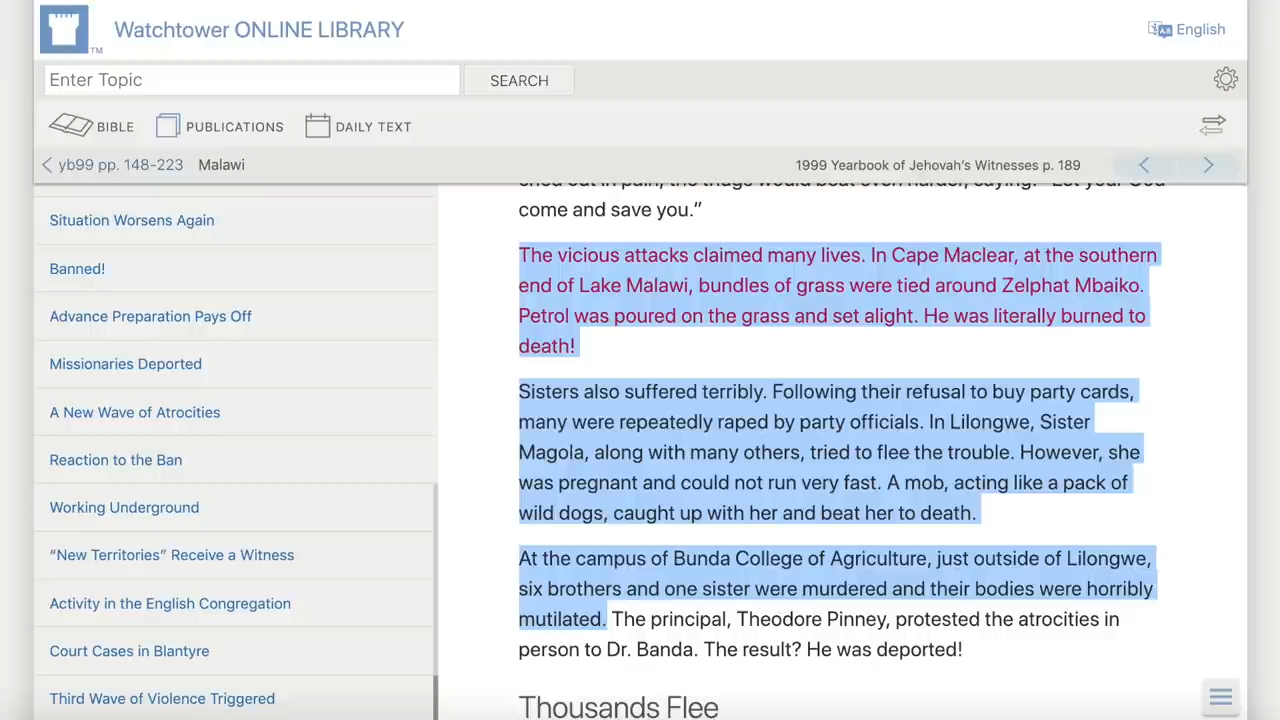 Watchtower ONLINE LIBRARY
TM
English
Enter Topic
SEARCH
BIBLE
PUBLICATIONS
DAILY TEXT
yb99 pp. 148-223
Malawi
1999 Yearbook of Jehovah's Witnesses p. 189
Situation Worsens Again
Banned!
Advance Preparation Pays Off
Missionaries Deported
A New Wave of Atrocities
Reaction to the Ban
Working Underground
“New Territories” Receive a Witness
Activity in the English Congregation
Court Cases in Blantyre
Third Wave of Violence Triggered
come and save you.”
The vicious attacks claimed many lives. In Cape Maclear, at the southern
end of Lake Malawi, bundles of grass were tied around Zelphat Mbaiko.
Petrol was poured on the grass and set alight. He was literally burned to
death!
Sisters also suffered terribly. Following their refusal to buy party cards,
many were repeatedly raped by party officials. In Lilongwe, Sister
Magola, along with many others, tried to flee the trouble. However, she
was pregnant and could not run very fast. A mob, acting like a pack of
wild dogs, caught up with her and beat her to death.
At the campus of Bunda College of Agriculture, just outside of Lilongwe,
six brothers and one sister were murdered and their bodies were horribly
mutilated. The principal, Theodore Pinney, protested the atrocities in
person to Dr. Banda. The result? He was deported!
Thousands Flee